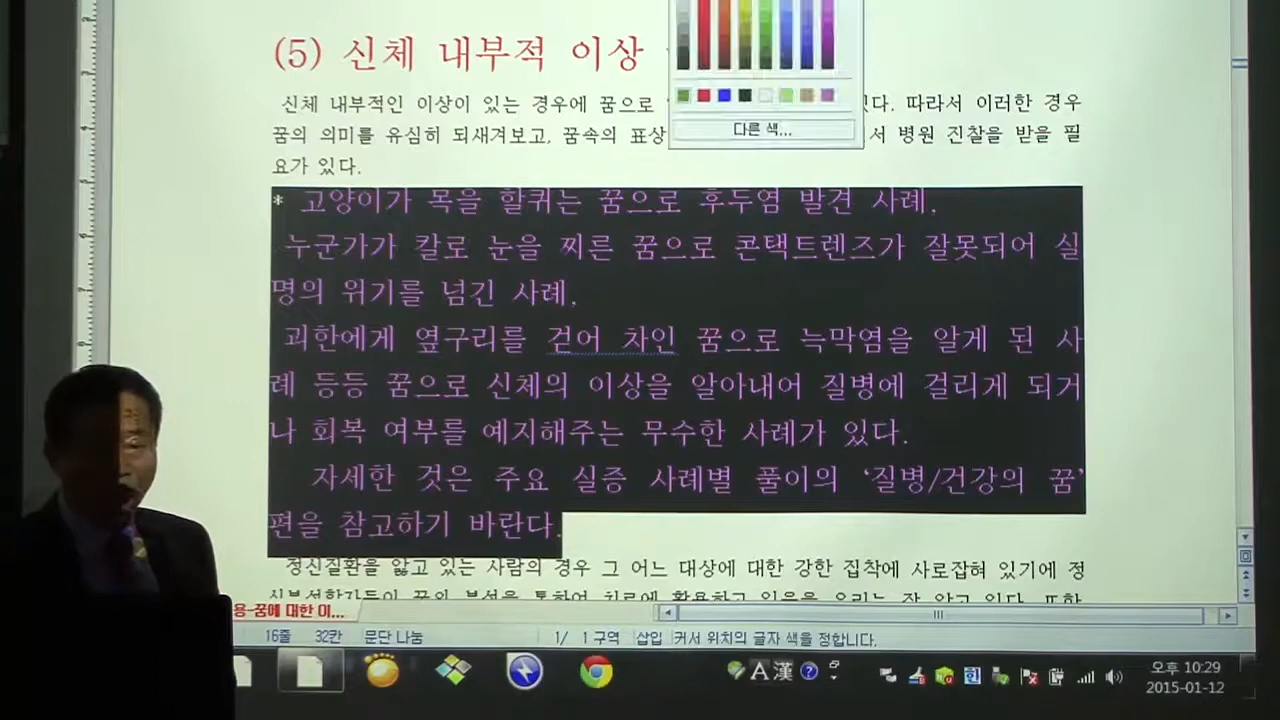 (5) 신체 내부적 이상
신체 내부적인 이상이 있는 경우에 꿈으로 있다. 따라서 이러한 경우
꿈의 의미를 유심히 되새겨보고, 꿈속의 표상 서 병원 진찰을 받을 필
요가 있다.
다른 색...
* 고양이가 목을 할퀴는 꿈으로 후두염 발견 사례.
누군가가 칼로 눈을 찌른 꿈으로 콘택트렌즈가 잘못되어 실
명의 위기를 넘긴 사례.
괴한에게 옆구리를 걷어 차인 꿈으로 늑막염을 알게 된 사
례 등등 꿈으로 신체의 이상을 알아내어 질병에 걸리게 되거
나 회복 여부를 예지해주는 무수한 사례가 있다.
자세한 것은 주요 실증 사례별 풀이의 ‘질병/건강의 꿈’
편을 참고하기 바란다.
정신질환을 앓고 있는 사람의 경우 그 어느 대상에 대한 강한 집착에 사로잡혀 있기에 정
용-꿈에 대한 이...
16줄 32칸 문단 나눔 1/ 1 구역 삽입 커서 위치의 글자 색을 정합니다.
A 漢 ? 한 오후 10:29
2015-01-12